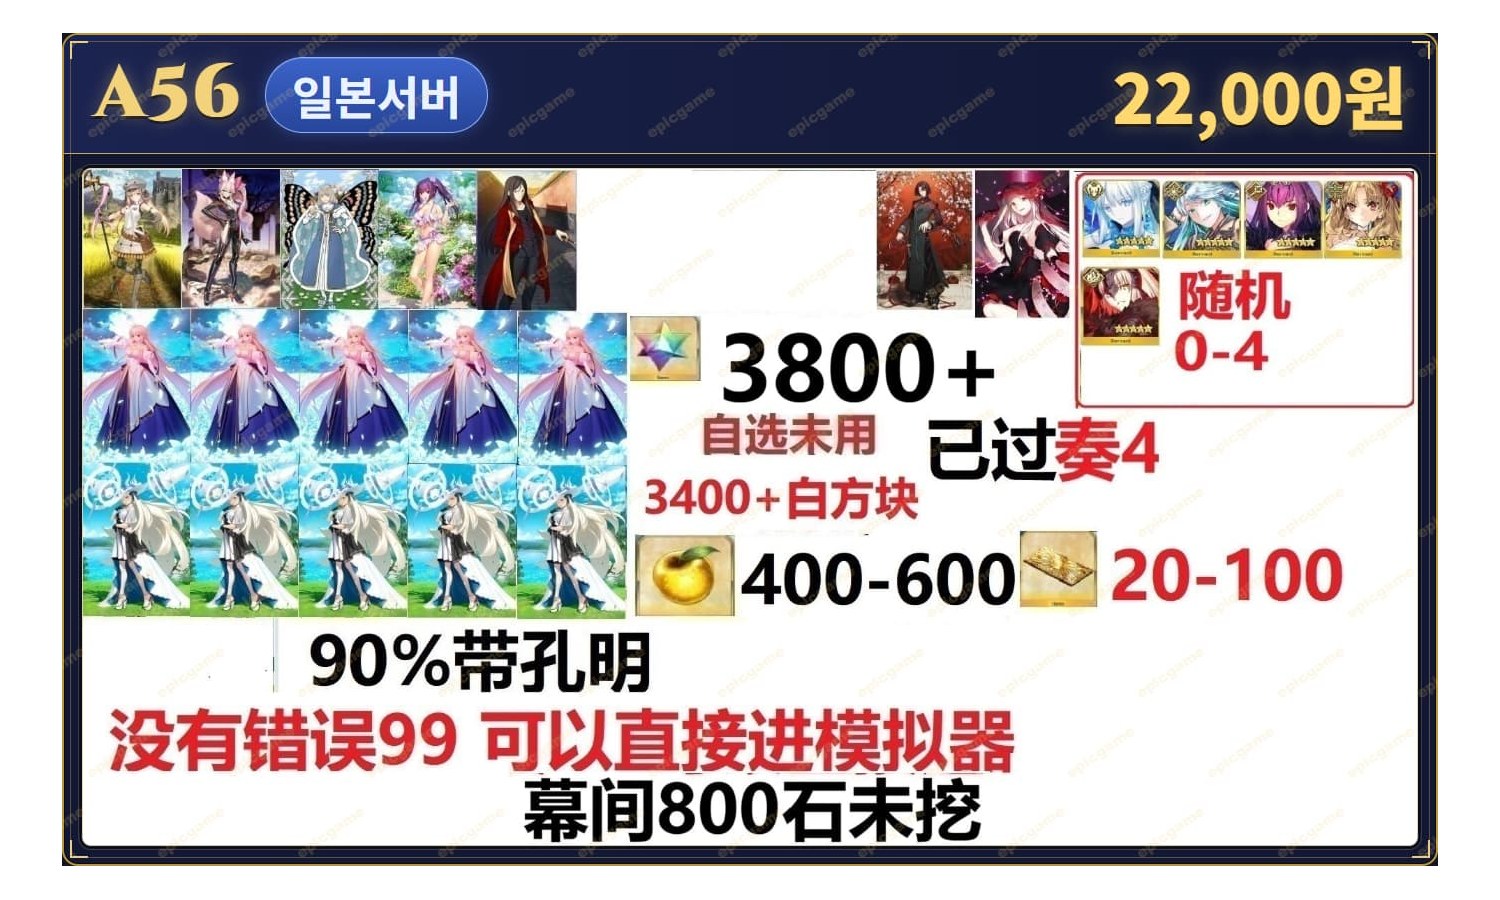 A56 일본서버 22,000원
随机
0-4
3800+
自选未用
已过奏4
3400+白方块
400-600
20-100
90%带孔明
没有错误99 可以直接进模拟器
幕间800石未挖
epicgame